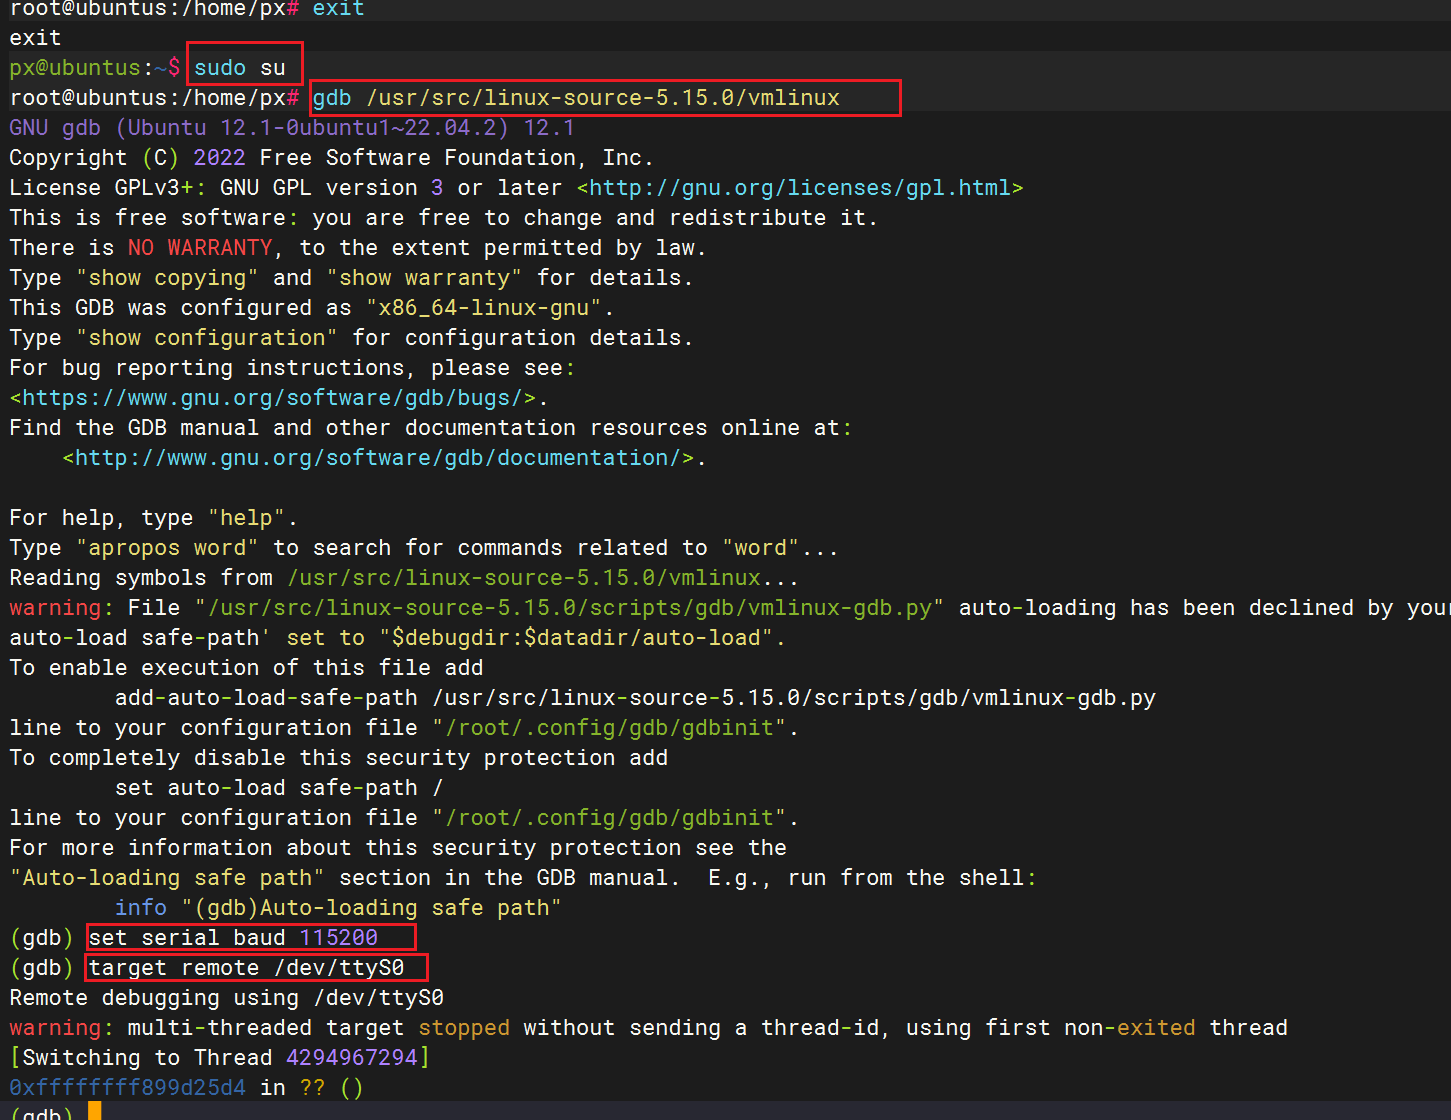 root@ubuntus:/home/px# exit
exit
px@ubuntus:~$ sudo su
root@ubuntus:/home/px# gdb /usr/src/linux-source-5.15.0/vmlinux
GNU gdb (Ubuntu 12.1-0ubuntu1~22.04.2) 12.1
Copyright (C) 2022 Free Software Foundation, Inc.
License GPLv3+: GNU GPL version 3 or later <http://gnu.org/licenses/gpl.html>
This is free software: you are free to change and redistribute it.
There is NO WARRANTY, to the extent permitted by law.
Type "show copying" and "show warranty" for details.
This GDB was configured as "x86_64-linux-gnu".
Type "show configuration" for configuration details.
For bug reporting instructions, please see:
<https://www.gnu.org/software/gdb/bugs/>.
Find the GDB manual and other documentation resources online at:
    <http://www.gnu.org/software/gdb/documentation/>.

For help, type "help".
Type "apropos word" to search for commands related to "word"...
Reading symbols from /usr/src/linux-source-5.15.0/vmlinux...
warning: File "/usr/src/linux-source-5.15.0/scripts/gdb/vmlinux-gdb.py" auto-loading has been declined by you
auto-load safe-path' set to "$debugdir:$datadir/auto-load".
To enable execution of this file add
        add-auto-load-safe-path /usr/src/linux-source-5.15.0/scripts/gdb/vmlinux-gdb.py
line to your configuration file "/root/.config/gdb/gdbinit".
To completely disable this security protection add
        set auto-load safe-path /
line to your configuration file "/root/.config/gdb/gdbinit".
For more information about this security protection see the
"Auto-loading safe path" section in the GDB manual.  E.g., run from the shell:
        info "(gdb)Auto-loading safe path"
(gdb) set serial baud 115200
(gdb) target remote /dev/ttyS0
Remote debugging using /dev/ttyS0
warning: multi-threaded target stopped without sending a thread-id, using first non-exited thread
[Switching to Thread 4294967294]
0xffffffff899d25d4 in ?? ()
(gdb)